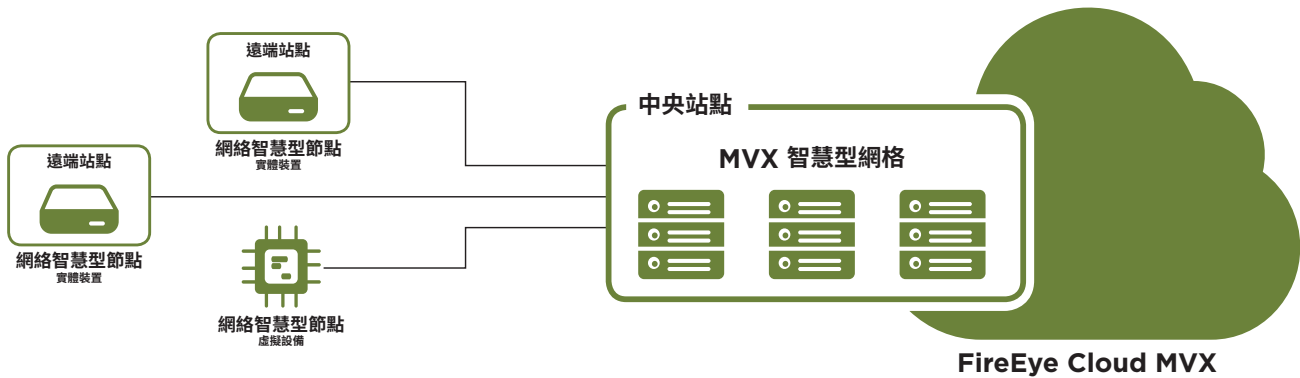 遠端站點
網絡智慧型節點
實體裝置
遠端站點
網絡智慧型節點
實體裝置
網絡智慧型節點
虛擬設備
中央站點
MVX 智慧型網格
FireEye Cloud MVX